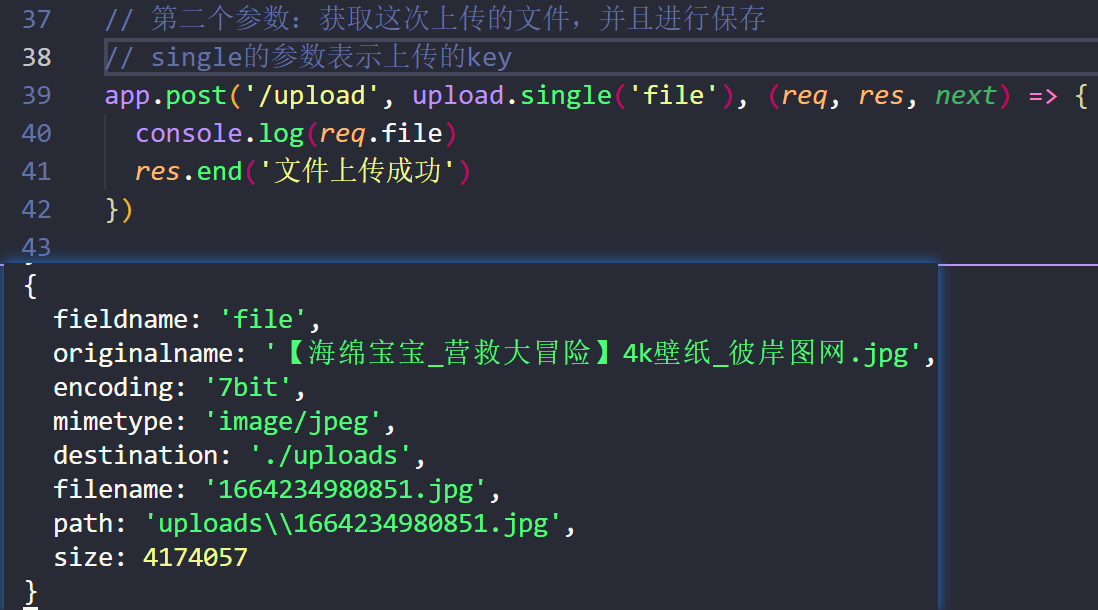 37 // 第二个参数：获取这次上传的文件，并且进行保存
38 // single的参数表示上传的key
39 app.post('/upload', upload.single('file'), (req, res, next) => {
40 console.log(req.file)
41 res.end('文件上传成功')
42 })
43
{
fieldname: 'file',
originalname: '【海绵宝宝_营救大冒险】4k壁纸_彼岸图网.jpg',
encoding: '7bit',
mimetype: 'image/jpeg',
destination: './uploads',
filename: '1664234980851.jpg',
path: 'uploads\\1664234980851.jpg',
size: 4174057
}